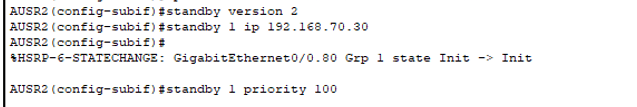 AUSR2(config-subif)#standby version 2
AUSR2(config-subif)#standby 1 ip 192.168.70.30
AUSR2(config-subif)#
%HSRP-6-STATECHANGE: GigabitEthernet0/0.80 Grp 1 state Init -> Init
AUSR2(config-subif)#standby 1 priority 100